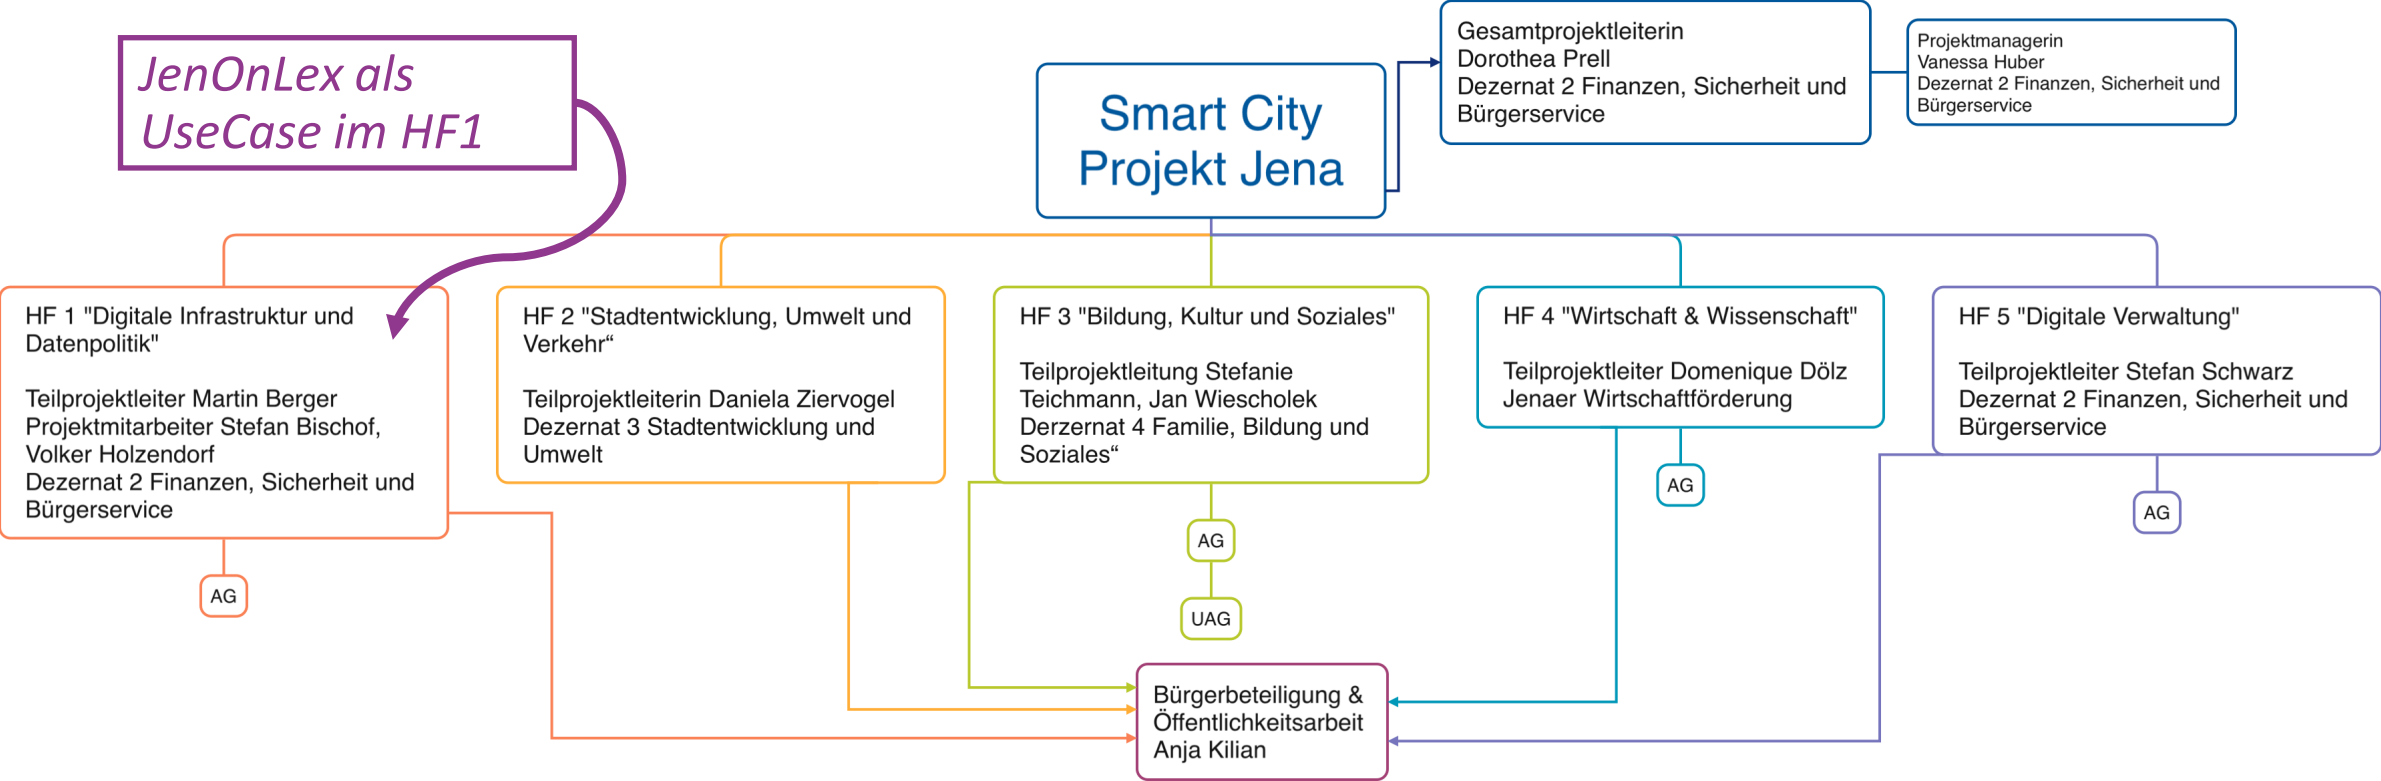 JenOnLex als
UseCase im HF1
Smart City
Projekt Jena
Gesamtprojektleiterin
Dorothea Prell
Dezernat 2 Finanzen, Sicherheit und
Bürgerservice
Projektmanagerin
Vanessa Huber
Dezernat 2 Finanzen, Sicherheit und
Bürgerservice
HF 1 "Digitale Infrastruktur und
Datenpolitik"
Teilprojektleiter Martin Berger
Projektmitarbeiter Stefan Bischof,
Volker Holzendorf
Dezernat 2 Finanzen, Sicherheit und
Bürgerservice
AG
HF 2 "Stadtentwicklung, Umwelt und
Verkehr“
Teilprojektleiterin Daniela Ziervogel
Dezernat 3 Stadtentwicklung und
Umwelt
HF 3 "Bildung, Kultur und Soziales"
Teilprojektleitung Stefanie
Teichmann, Jan Wiescholek
Derzernat 4 Familie, Bildung und
Soziales“
AG
UAG
HF 4 "Wirtschaft & Wissenschaft"
Teilprojektleiter Domenique Dölz
Jenaer Wirtschaftförderung
AG
HF 5 "Digitale Verwaltung"
Teilprojektleiter Stefan Schwarz
Dezernat 2 Finanzen, Sicherheit und
Bürgerservice
AG
Bürgerbeteiligung &
Öffentlichkeitsarbeit
Anja Kilian